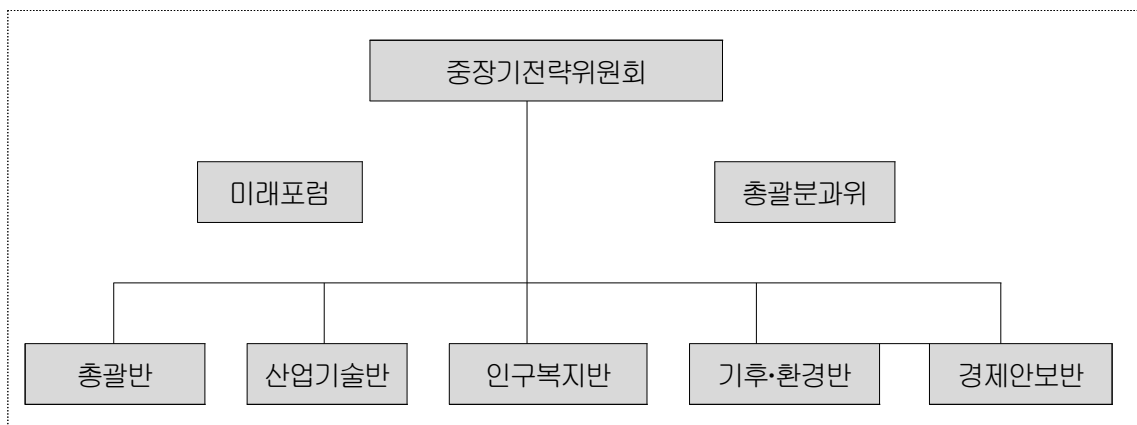 중장기전략위원회
미래포럼
총괄분과위
총괄반
산업기술반
인구복지반
기후·환경반
경제안보반